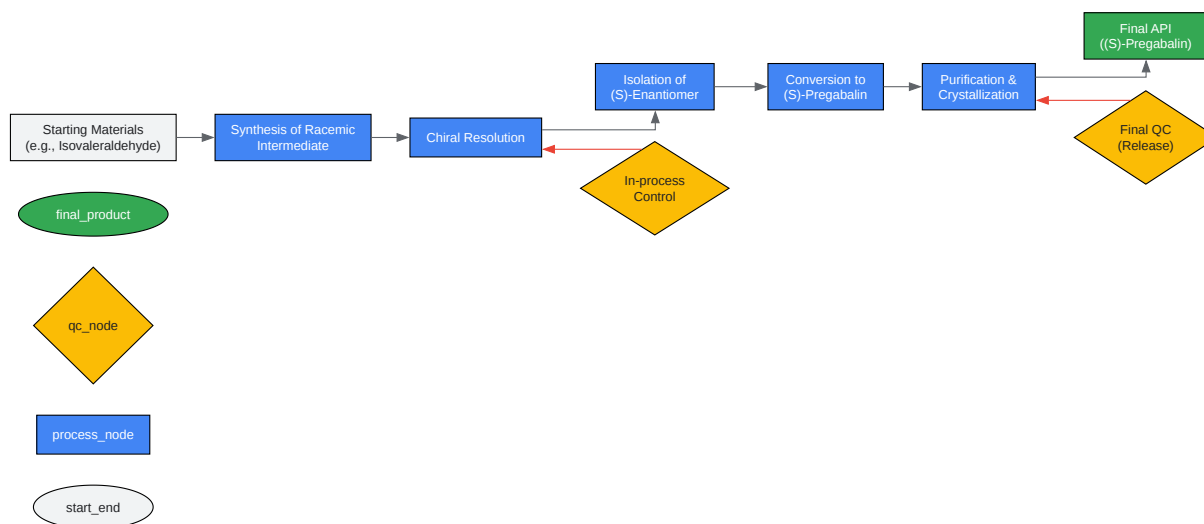 Final API
((S)-Pregabalin)
Isolation of
(S)-Enantiomer
Conversion to
(S)-Pregabalin
Purification &
Crystallization
Starting Materials
(e.g., Isovaleraldehyde)
Synthesis of Racemic
Intermediate
Chiral Resolution
In-process
Control
Final QC
(Release)
final_product
qc_node
process_node
start_end